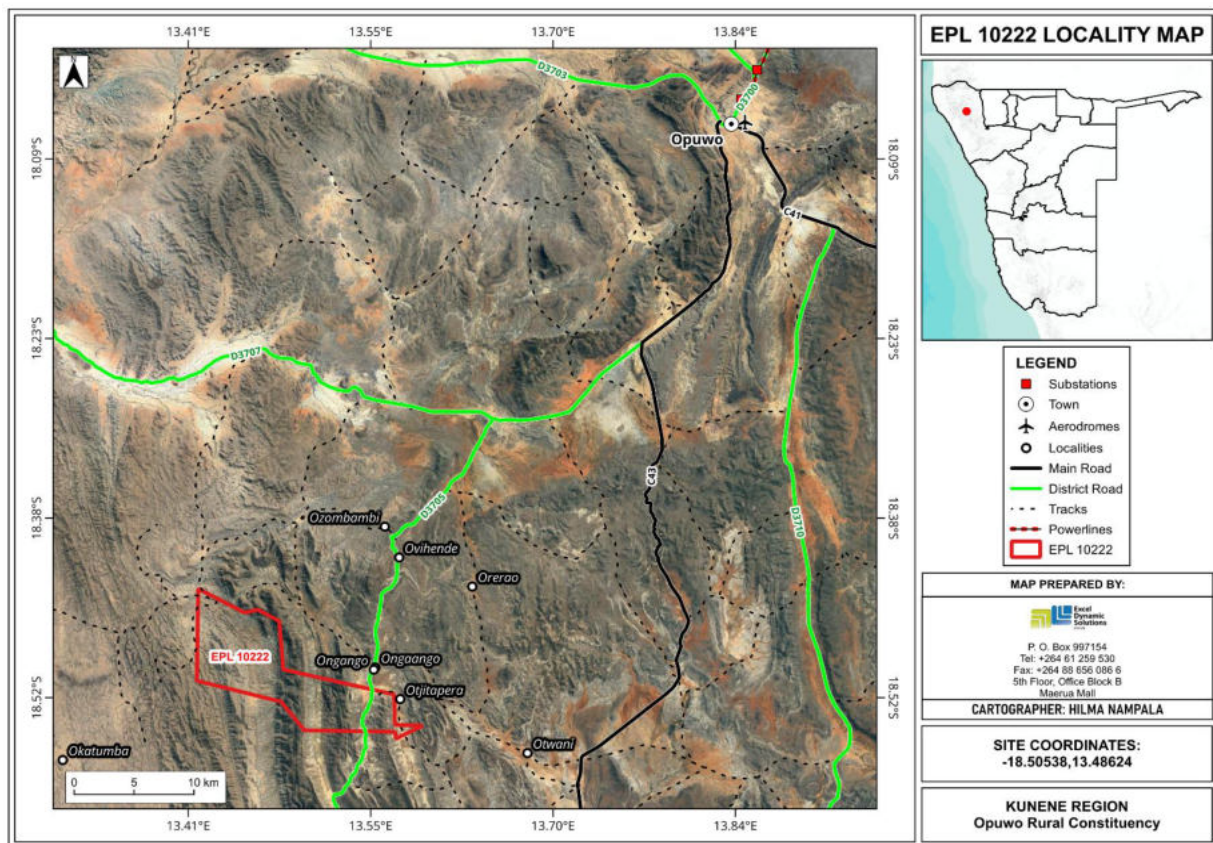 13.41°E
13.55°E
13.70°E
13.84°E
N
D3703
D3700
Opuwo
18.09°S
18.09°S
C41
18.23°S
18.23°S
D3707
C43
D3705
D3710
18.38°S
18.38°S
Ozombambi
Ovihende
Orerao
EPL 10222
Ongango
Ongaango
Otjitapera
18.52°S
18.52°S
Okatumba
Otwani
0 5 10 km
13.41°E
13.55°E
13.70°E
13.84°E
EPL 10222 LOCALITY MAP
LEGEND
Substations
Town
Aerodromes
Localities
Main Road
District Road
Tracks
Powerlines
EPL 10222
MAP PREPARED BY:
Excel
Dynamic
Solutions
P. O. Box 997154
Tel: +264 61 259 530
Fax: +264 88 656 086 6
5th Floor, Office Block B
Maerua Mall
CARTOGRAPHER: HILMA NAMPALA
SITE COORDINATES:
-18.50538,13.48624
KUNENE REGION
Opuwo Rural Constituency